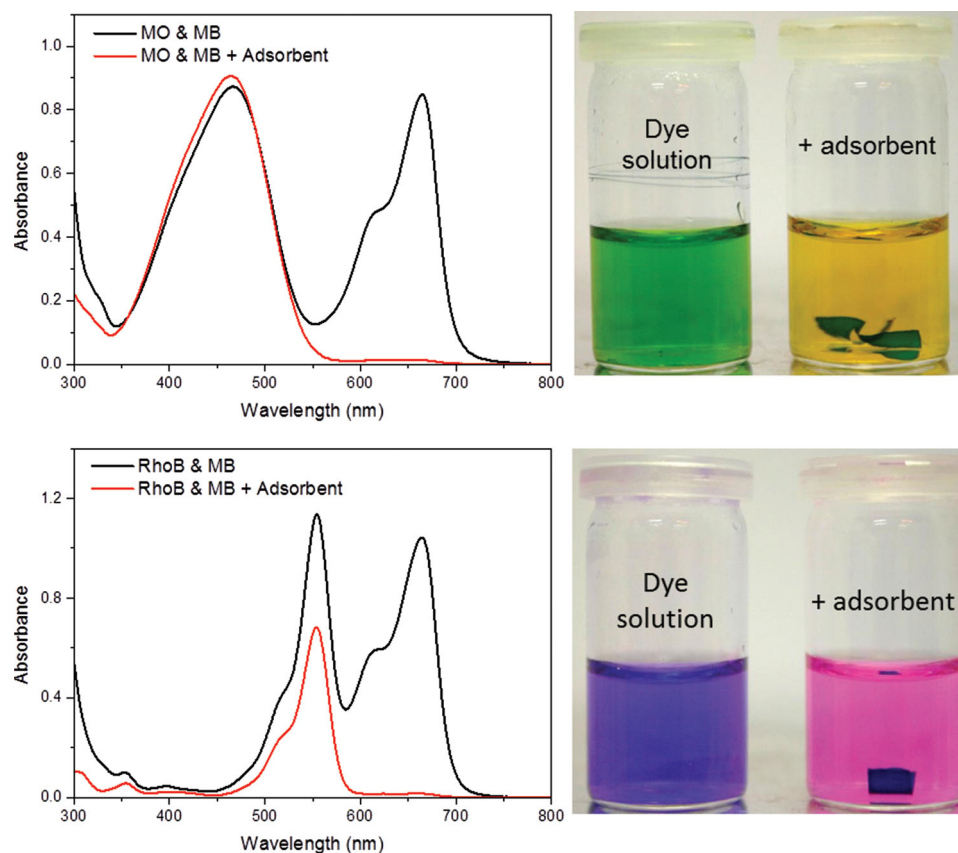 MO & MB
MO & MB + Adsorbent
1.0
0.8
0.6
0.4
0.2
0.0
Absorbance
300 400 500 600 700 800
Wavelength (nm)
Dye
solution
+ adsorbent
RhoB & MB
RhoB & MB + Adsorbent
1.2
0.8
0.4
0.0
Absorbance
300 400 500 600 700 800
Wavelength (nm)
Dye
solution
+ adsorbent